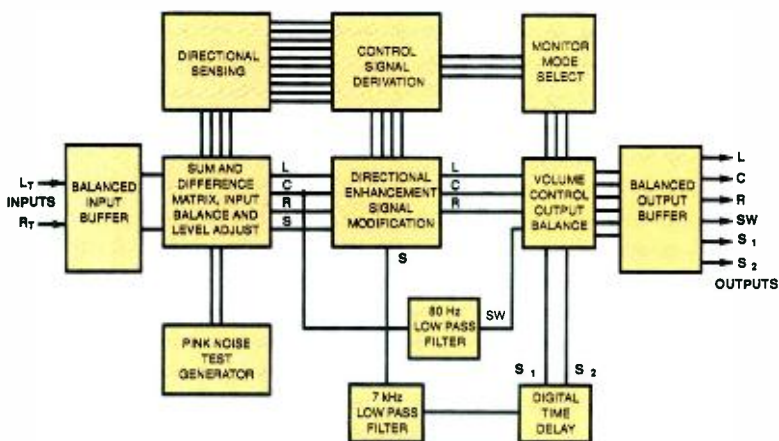 DIRECTIONAL
SENSING
CONTROL
SIGNAL
DERIVATION
MONITOR
MODE
SELECT
LT
INPUTS
RT
BALANCED
INPUT
BUFFER
SUM AND
DIFFERENCE
MATRIX, INPUT
BALANCE AND
LEVEL ADJUST
L
C
R
S
DIRECTIONAL
ENHANCEMENT
SIGNAL
MODIFICATION
L
C
R
S
VOLUME
CONTROL
OUTPUT
BALANCE
BALANCED
OUTPUT
BUFFER
L
C
R
SW
S1
S2
OUTPUTS
PINK NOISE
TEST
GENERATOR
80 Hz
LOW PASS
FILTER
SW
7 kHz
LOW PASS
FILTER
S1
S2
DIGITAL
TIME
DELAY